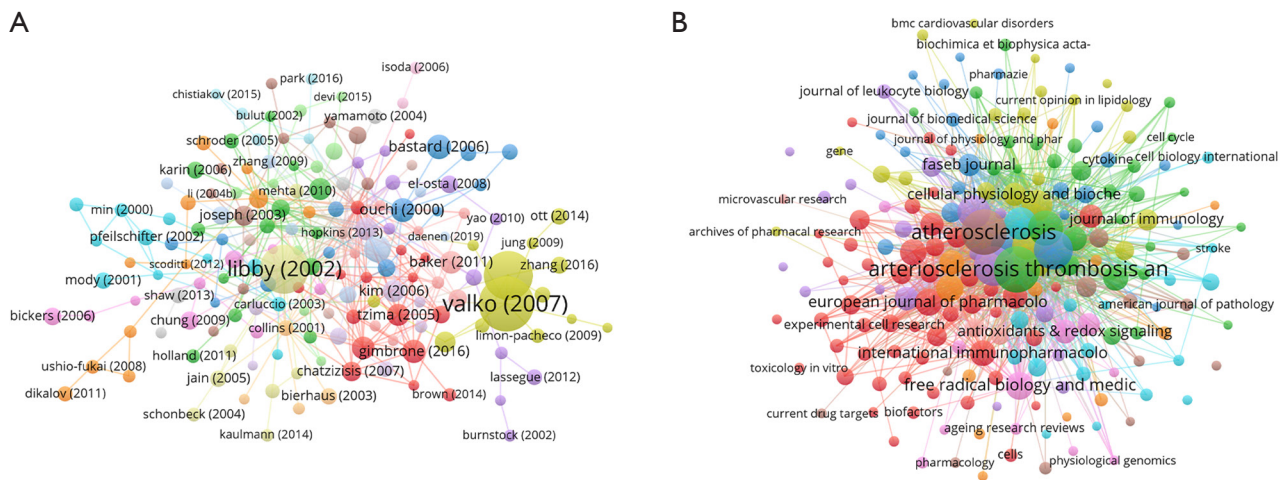 A
isoda (2006)
park (2016)
chistiakov (2015)
devi (2015)
bulut (2002)
yamamoto (2004)
schroder (2005)
bastard (2006)
zhang (2009)
karin (2006)
li (2004b)
mehta (2010)
el-osta (2008)
min (2000)
joseph (2003)
ouchi (2000)
yao (2010)
ott (2014)
pfeilschifter (2002)
hopkins (2013)
daenen (2019)
jung (2009)
scoditti (2012)
libby (2002)
baker (2011)
zhang (2016)
mody (2001)
shaw (2013)
kim (2006)
carluccio (2003)
valko (2007)
bickers (2006)
chung (2009)
tzima (2005)
collins (2001)
limon-pacheco (2009)
holland (2011)
gimbrone (2016)
ushio-fukai (2008)
jain (2005)
chatzizisis (2007)
lassegue (2012)
dikalov (2011)
bierhaus (2003)
brown (2014)
schonbeck (2004)
kaulmann (2014)
burnstock (2002)
B
bmc cardiovascular disorders
biochimica et biophysica acta-
pharmazie
journal of leukocyte biology
current opinion in lipidology
journal of biomedical science
journal of physiology and phar
cell cycle
gene
faseb journal
cytokine
cell biology international
cellular physiology and bioche
microvascular research
journal of immunology
archives of pharmacal research
atherosclerosis
stroke
arteriosclerosis thrombosis an
european journal of pharmacolo
american journal of pathology
experimental cell research
antioxidants & redox signaling
international immunopharmacolo
toxicology in vitro
free radical biology and medic
current drug targets
biofactors
ageing research reviews
cells
pharmacology
physiological genomics